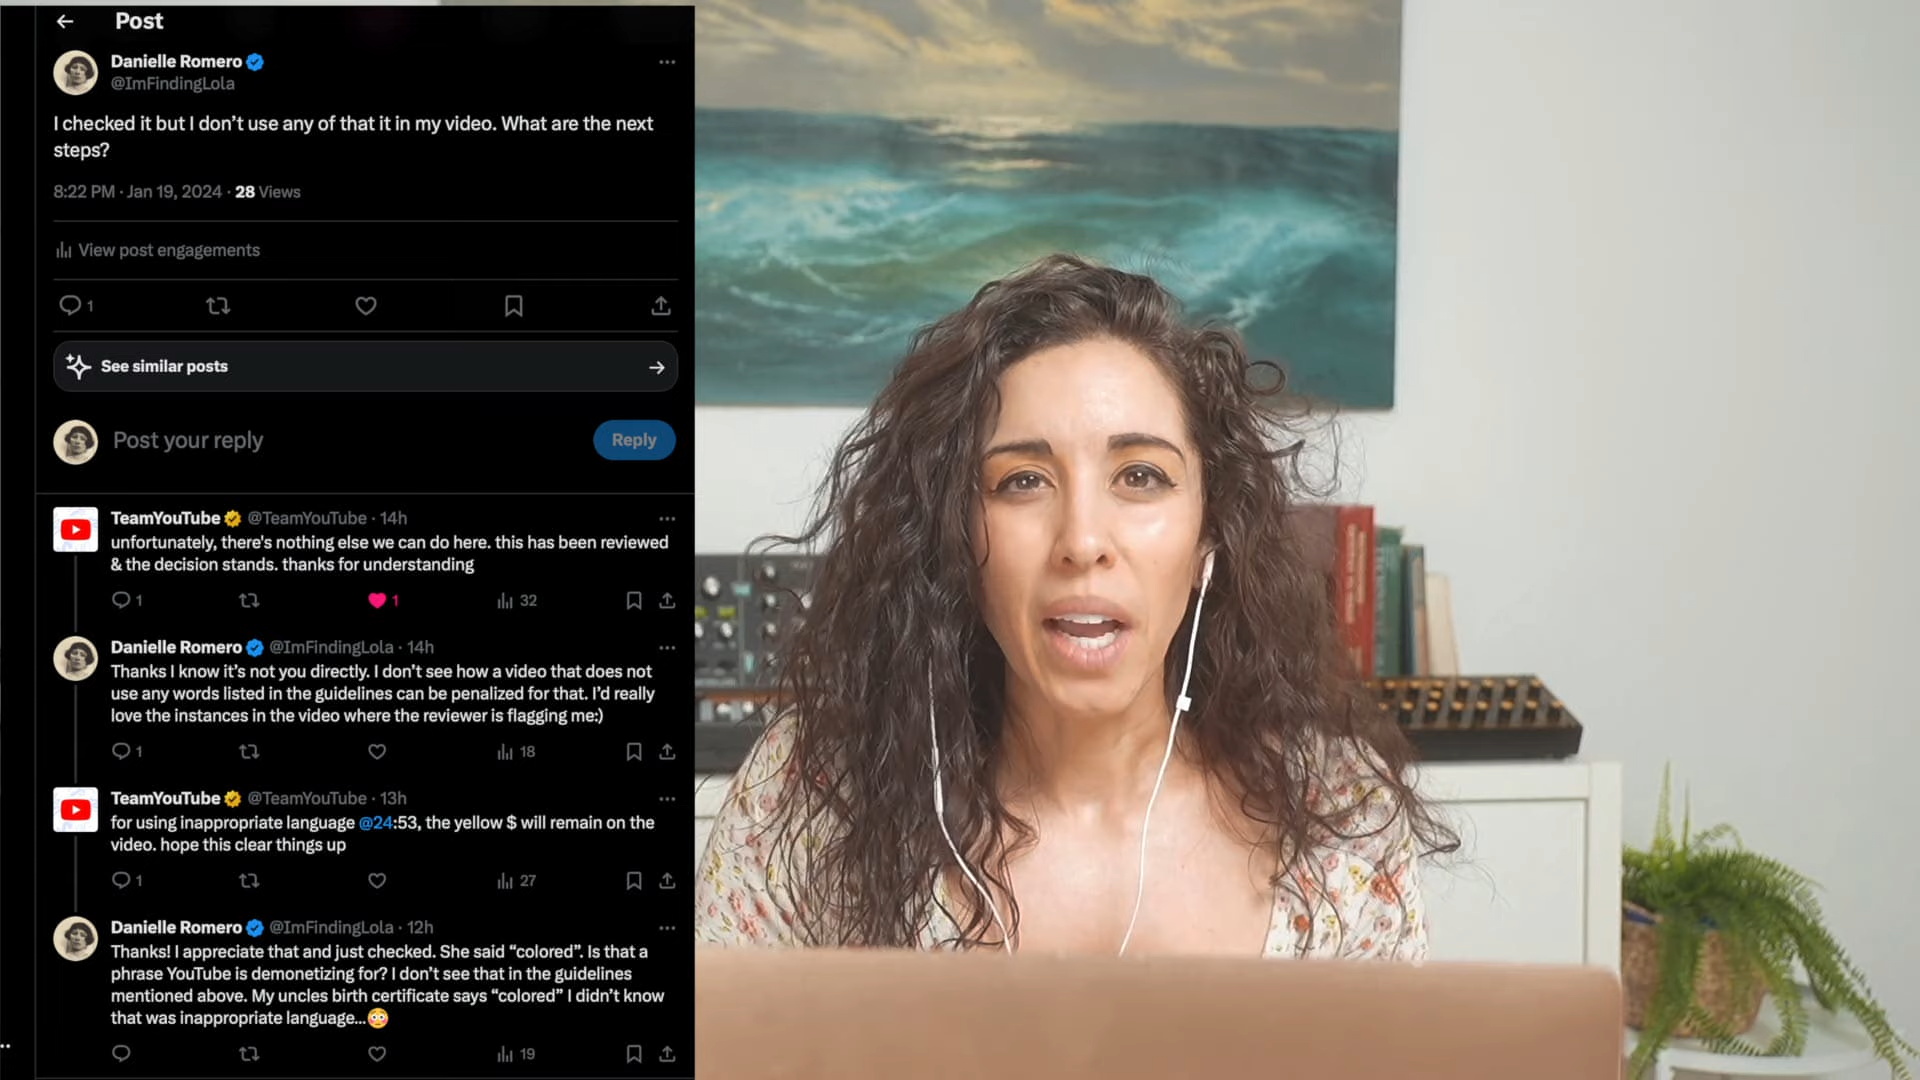 Post
Danielle Romero
@ImFindingLola
I checked it but I don't use any of that it in my video. What are the next
steps?
8:22 PM · Jan 19, 2024 · 28 Views
View post engagements
1
See similar posts
Post your reply
Reply
TeamYouTube @TeamYouTube · 14h
unfortunately, there's nothing else we can do here. this has been reviewed
& the decision stands. thanks for understanding
1 1 32
Danielle Romero @ImFindingLola · 14h
Thanks I know it's not you directly. I don't see how a video that does not
use any words listed in the guidelines can be penalized for that. I'd really
love the instances in the video where the reviewer is flagging me:)
1 18
TeamYouTube @TeamYouTube · 13h
for using inappropriate language @24:53, the yellow $ will remain on the
video. hope this clear things up
1 27
Danielle Romero @ImFindingLola · 12h
Thanks! I appreciate that and just checked. She said "colored". Is that a
phrase YouTube is demonetizing for? I don't see that in the guidelines
mentioned above. My uncles birth certificate says "colored" I didn't know
that was inappropriate language...😳
19